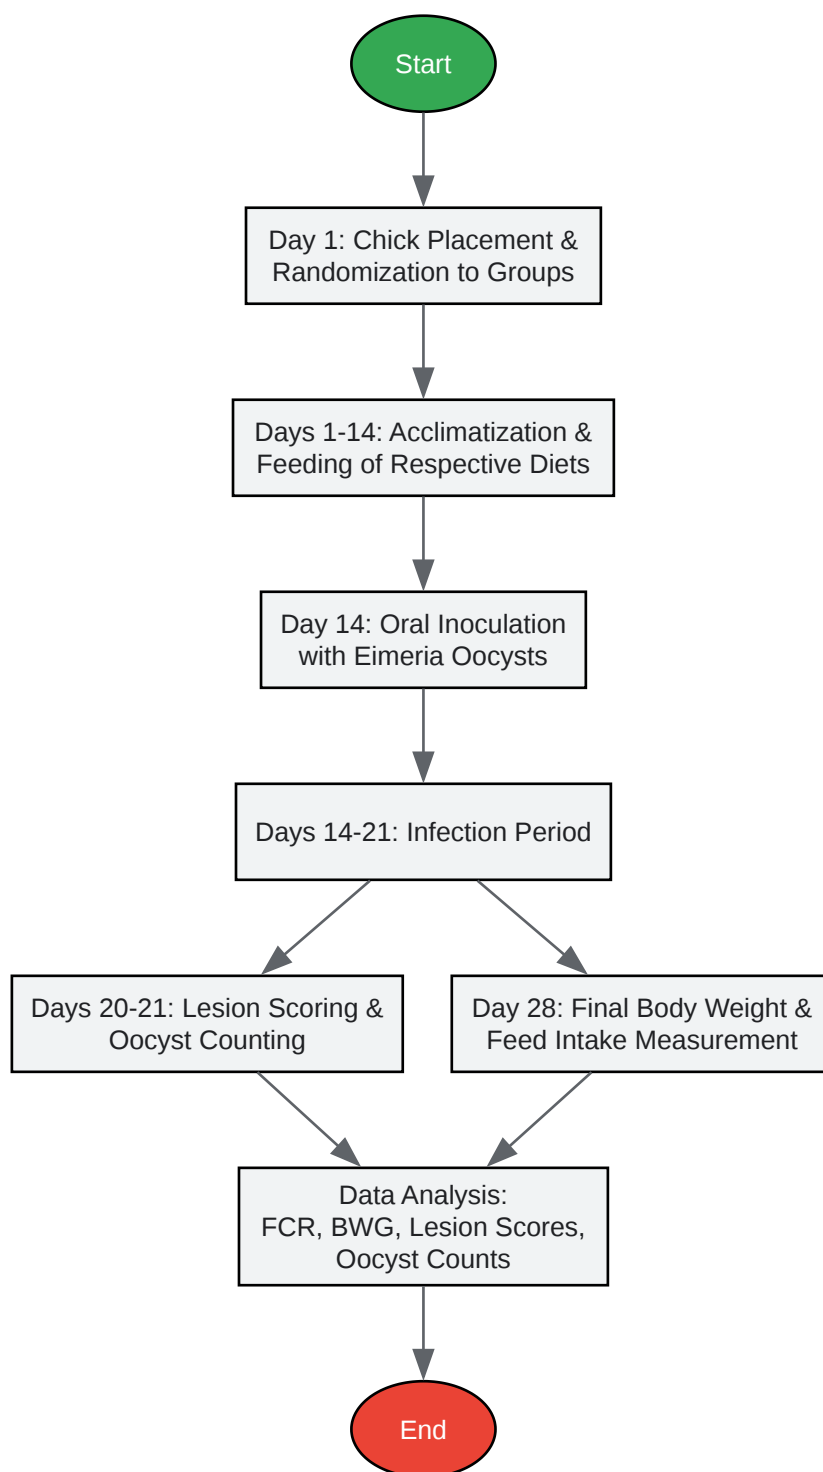 Start
Day 1: Chick Placement &
Randomization to Groups
Days 1-14: Acclimatization &
Feeding of Respective Diets
Day 14: Oral Inoculation
with Eimeria Oocysts
Days 14-21: Infection Period
Days 20-21: Lesion Scoring &
Oocyst Counting
Day 28: Final Body Weight &
Feed Intake Measurement
Data Analysis:
FCR, BWG, Lesion Scores,
Oocyst Counts
End